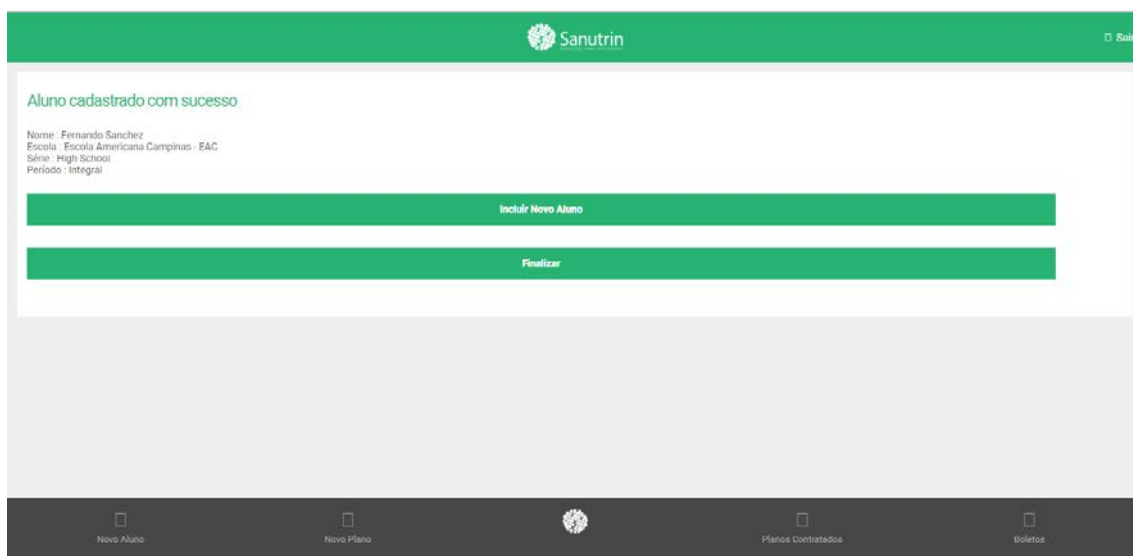 Sanutrin
Sair
Aluno cadastrado com sucesso
Nome : Fernando Sanchez
Escola : Escola Americana Campinas - EAC
Série : High School
Período : Integral
Incluír Novo Aluno
Finalizar
Novo Aluno
Novo Plano
Planos Contratados
Boletos